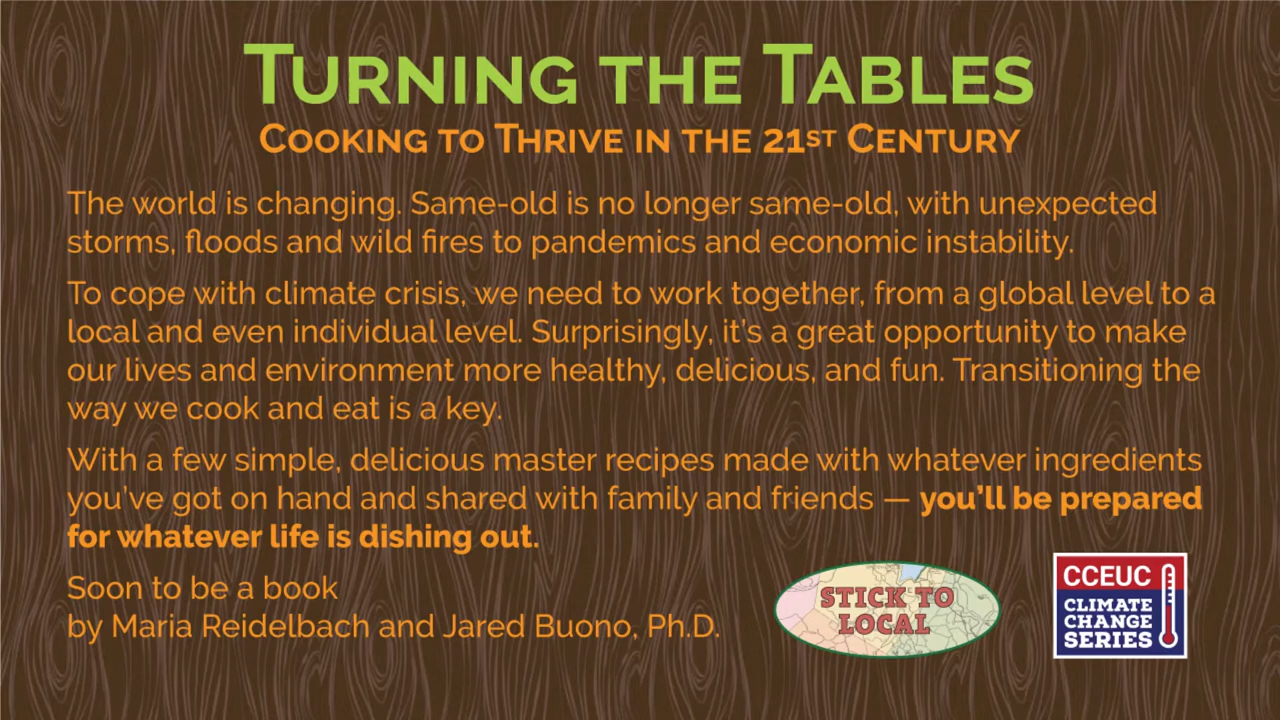 TURNING THE TABLES
COOKING TO THRIVE IN THE 21ST CENTURY
The world is changing. Same-old is no longer same-old, with unexpected
storms, floods and wild fires to pandemics and economic instability.
To cope with climate crisis, we need to work together, from a global level to a
local and even individual level. Surprisingly, it's a great opportunity to make
our lives and environment more healthy, delicious, and fun. Transitioning the
way we cook and eat is a key.
With a few simple, delicious master recipes made with whatever ingredients
you've got on hand and shared with family and friends — you'll be prepared
for whatever life is dishing out.
Soon to be a book
by Maria Reidelbach and Jared Buono, Ph.D.
STICK TO
LOCAL
CCEUC
CLIMATE
CHANGE
SERIES